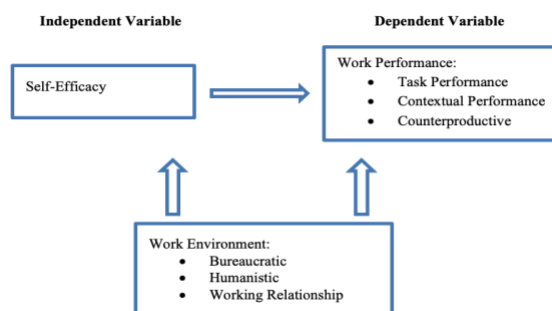 Independent Variable
Dependent Variable
Self-Efficacy
Work Performance:
• Task Performance
• Contextual Performance
• Counterproductive
Work Environment:
• Bureaucratic
• Humanistic
• Working Relationship